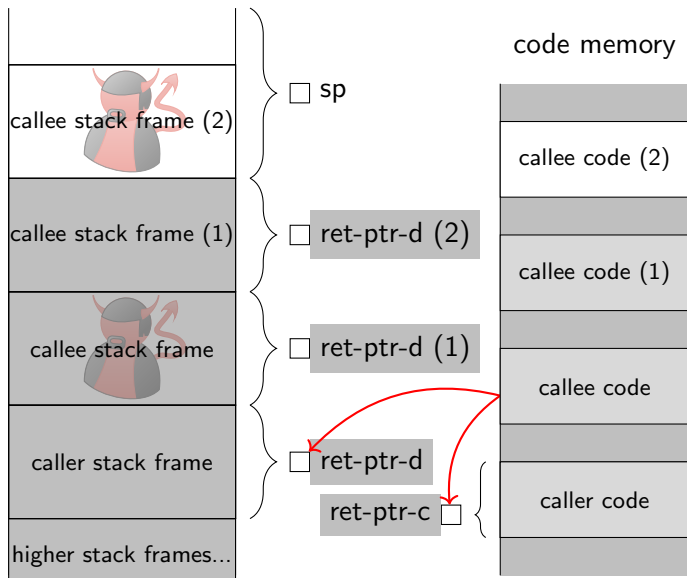 code memory
sp
callee stack frame (2)
callee code (2)
callee stack frame (1)
ret-ptr-d (2)
callee code (1)
callee stack frame
ret-ptr-d (1)
callee code
caller stack frame
ret-ptr-d
ret-ptr-c
caller code
higher stack frames...